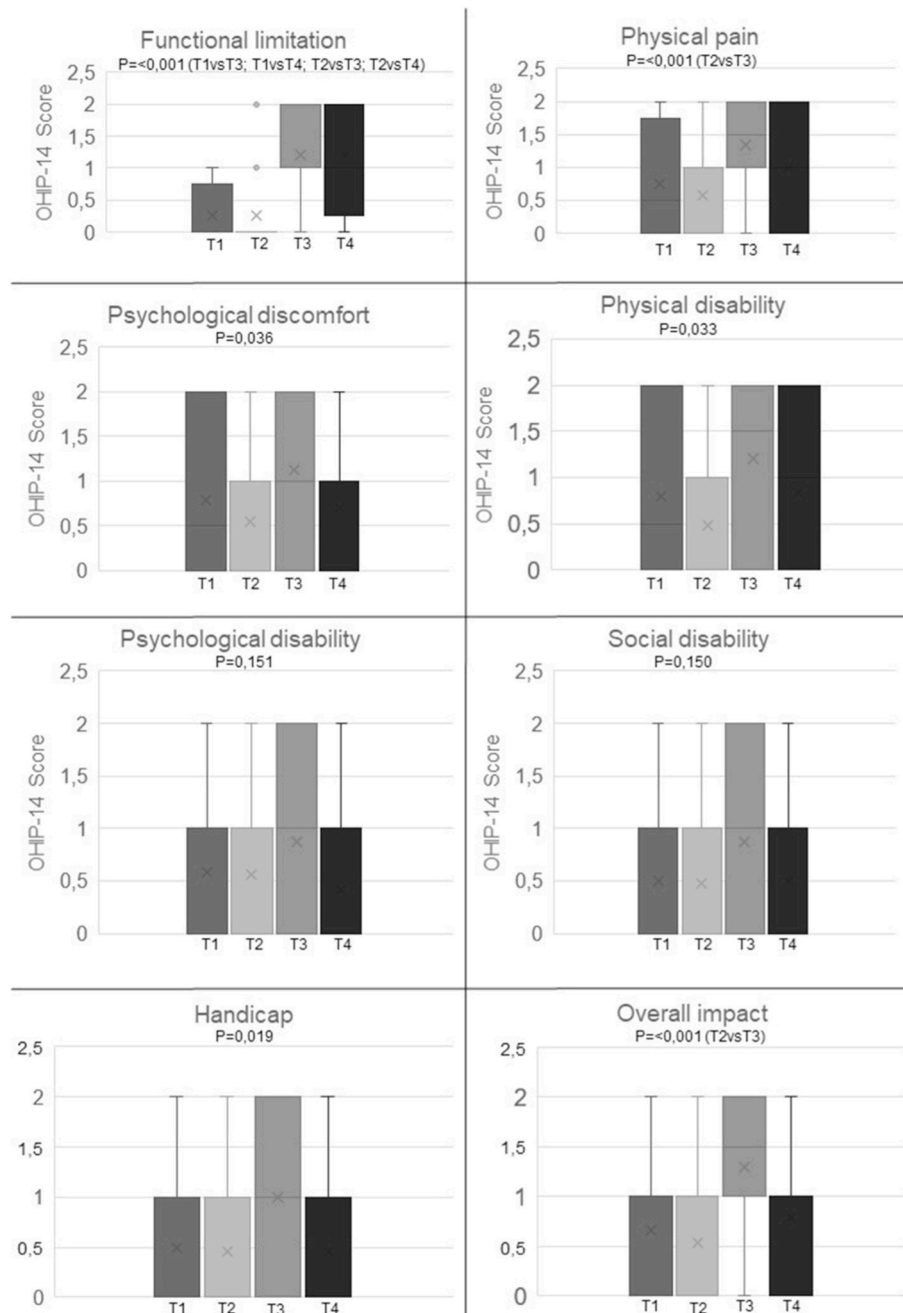 Functional limitation
P=<0,001 (T1vsT3; T1vsT4; T2vsT3; T2vsT4)
OHIP-14 Score
2,5
2
1,5
1
0,5
0
T1 T2 T3 T4
Physical pain
P=<0,001 (T2vsT3)
OHIP-14 Score
2,5
2
1,5
1
0,5
0
T1 T2 T3 T4
Psychological discomfort
P=0,036
OHIP-14 Score
2,5
2
1,5
1
0,5
0
T1 T2 T3 T4
Physical disability
P=0,033
OHIP-14 Score
2,5
2
1,5
1
0,5
0
T1 T2 T3 T4
Psychological disability
P=0,151
OHIP-14 Score
2,5
2
1,5
1
0,5
0
T1 T2 T3 T4
Social disability
P=0,150
OHIP-14 Score
2,5
2
1,5
1
0,5
0
T1 T2 T3 T4
Handicap
P=0,019
2,5
2
1,5
1
0,5
0
T1 T2 T3 T4
Overall impact
P=<0,001 (T2vsT3)
2,5
2
1,5
1
0,5
0
T1 T2 T3 T4